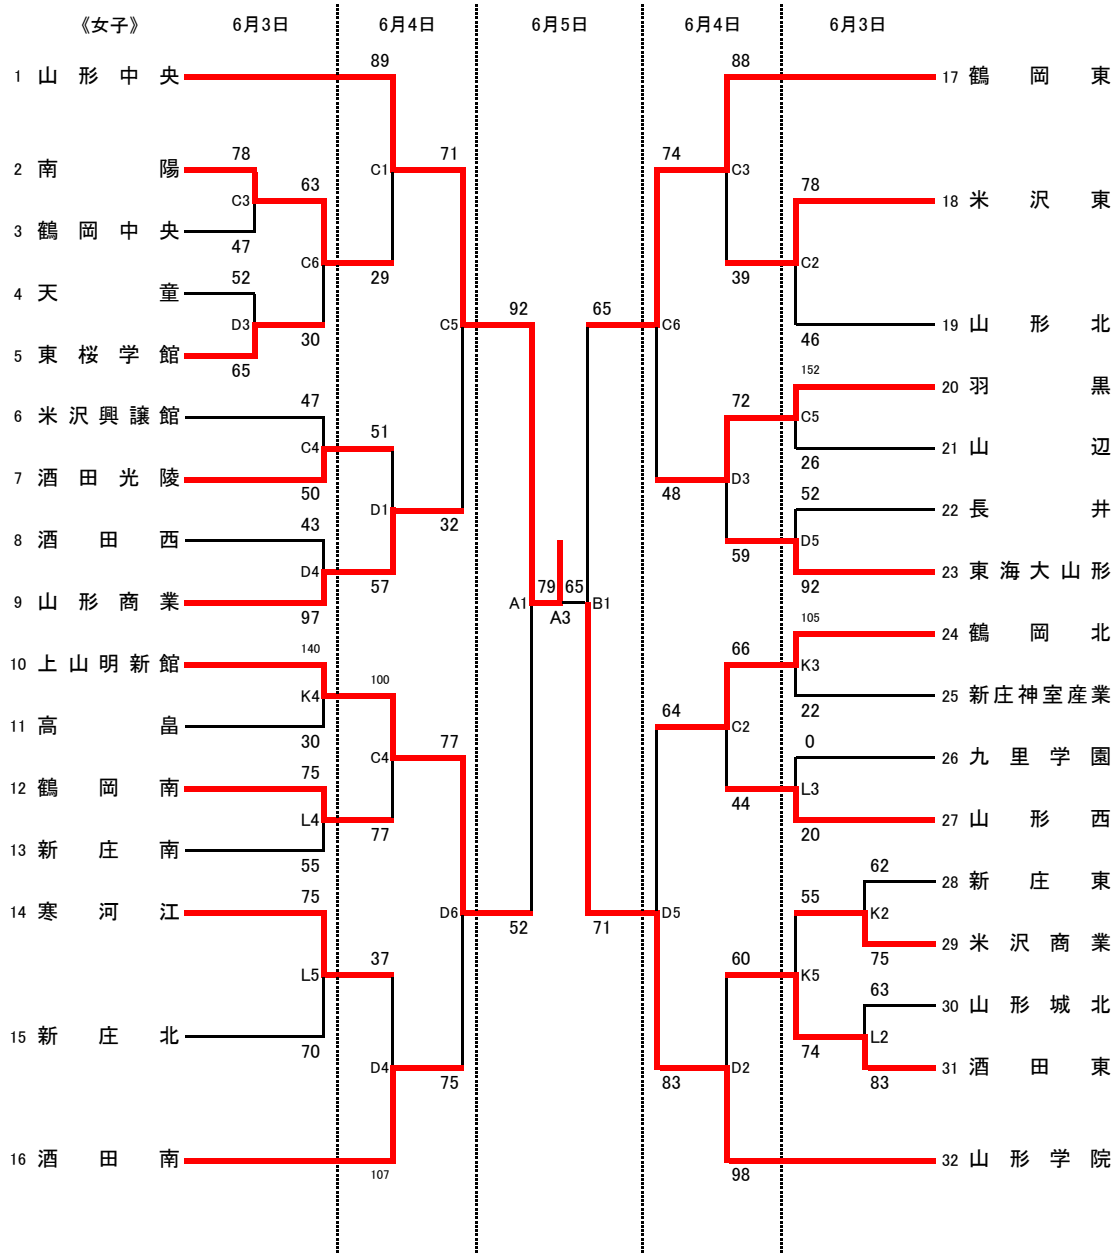 《女子》 6月3日 6月4日 6月5日 6月4日 6月3日
89 88
1 山形中央 17 鶴岡東
78 71 74
2 南陽 C1 C3
63 78
C3 18 米沢東
3 鶴岡中央
47
C6 C2
52 29 39
4 天童
92 65
D3 C5 C6 19 山形北
30 46
5 東桜学館
65 152
20 羽黒
47 72
6 米沢興譲館 C5
51
C4 21 山辺
26
7 酒田光陵 D3
50 48 52
D1 22 長井
43 32
8 酒田西 D5
59
D4 23 東海大山形
57 92
79 65
9 山形商業 A1 A3 B1
97 105
24 鶴岡北
140 66
10 上山明新館 K3
100
K4 25 新庄神室産業
22
11 高畠 64 C2
30 77 0
C4 26 九里学園
75
12 鶴岡南 L3
44
L4 27 山形西
77 20
13 新庄南
55 62
28 新庄東
75 55
14 寒河江 D6 D5 K2
52 71
29 米沢商業
75
37 60
L5 K5
63
30 山形城北
15 新庄北 L2
70 74
D4 D2 31 酒田東
75 83 83
16 酒田南 32 山形学院
107 98